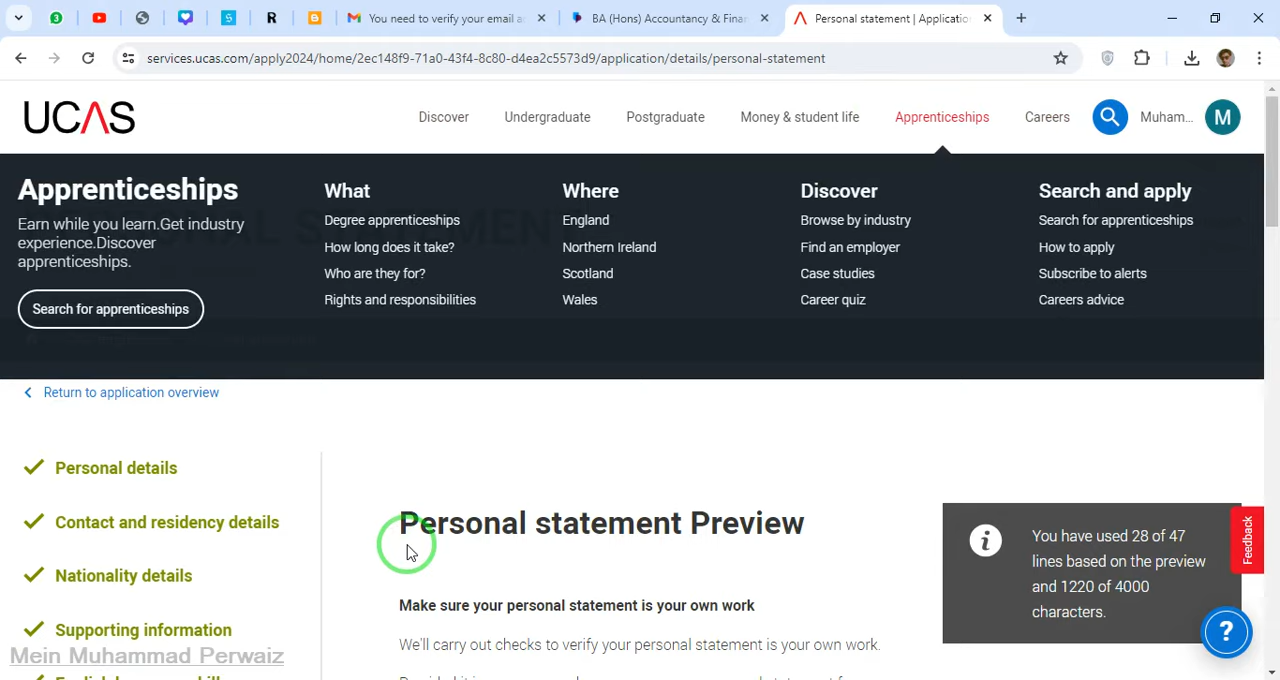 You need to verify your email a
BA (Hons) Accountancy & Finan
Personal statement | Applicatio
services.ucas.com/apply2024/home/2ec148f9-71a0-43f4-8c80-d4ea2c5573d9/application/details/personal-statement
UCAS
Discover
Undergraduate
Postgraduate
Money & student life
Apprenticeships
Careers
Muham...
M
Apprenticeships
Earn while you learn.Get industry
experience.Discover
apprenticeships.
Search for apprenticeships
What
Degree apprenticeships
How long does it take?
Who are they for?
Rights and responsibilities
Where
England
Northern Ireland
Scotland
Wales
Discover
Browse by industry
Find an employer
Case studies
Career quiz
Search and apply
Search for apprenticeships
How to apply
Subscribe to alerts
Careers advice
Return to application overview
Personal details
Contact and residency details
Nationality details
Supporting information
Mein Muhammad Perwaiz
Personal statement Preview
Make sure your personal statement is your own work
We'll carry out checks to verify your personal statement is your own work.
You have used 28 of 47
lines based on the preview
and 1220 of 4000
characters.
Feedback
?